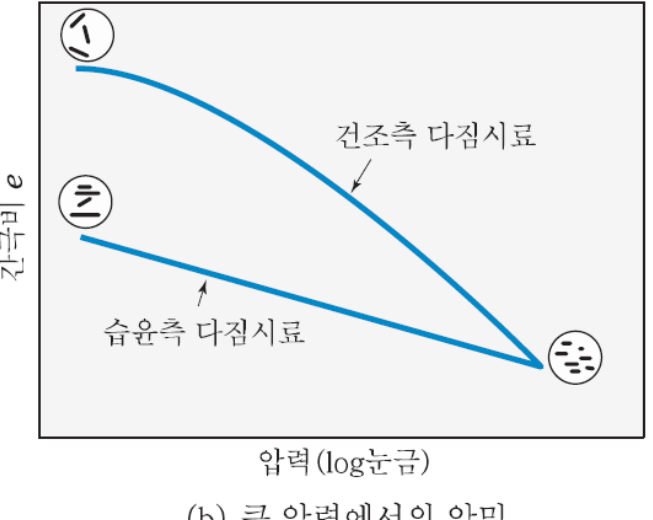 건조측 다짐시료
간극비 e
습윤측 다짐시료
압력(log눈금)
(b) 큰 압력에서의 압밀